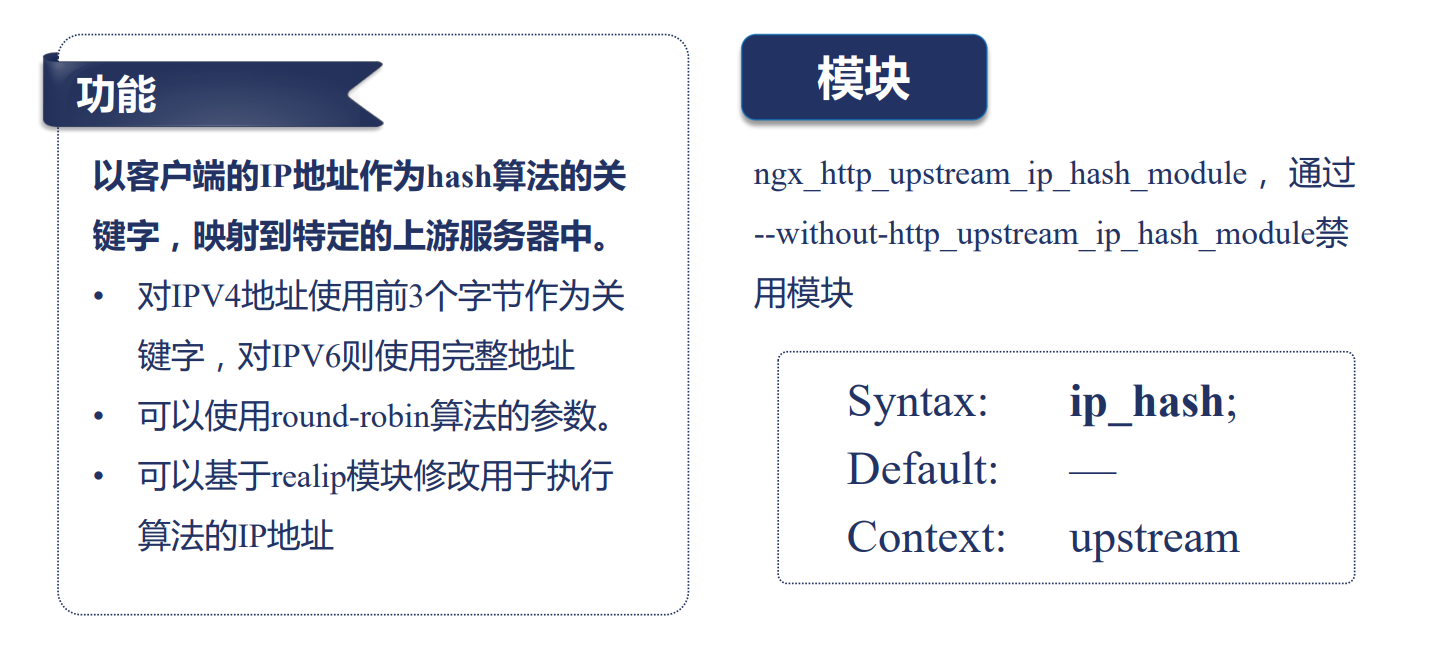 功能
以客户端的IP地址作为hash算法的关
键字，映射到特定的上游服务器中。
• 对IPV4地址使用前3个字节作为关
键字，对IPV6则使用完整地址
• 可以使用round-robin算法的参数。
• 可以基于realip模块修改用于执行
算法的IP地址
模块
ngx_http_upstream_ip_hash_module，通过
--without-http_upstream_ip_hash_module禁
用模块
Syntax: ip_hash;
Default: —
Context: upstream